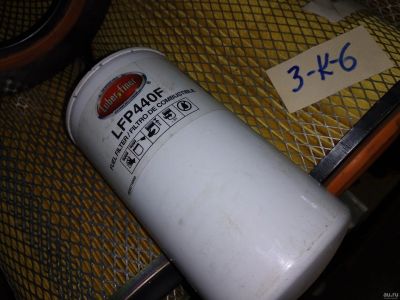 Luber-finer
LFP440F
FUEL FILTER / FILTRO DE COMBUSTIBLE
3-K-6
au.ru